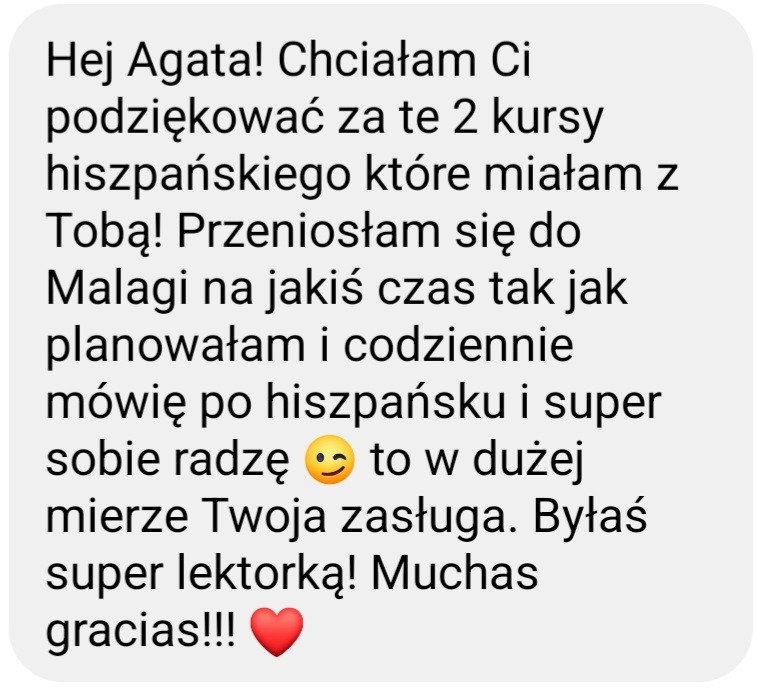 Hej Agata! Chciałam Ci
podziękować za te 2 kursy
hiszpańskiego które miałam z
Tobą! Przeniosłam się do
Malagi na jakiś czas tak jak
planowałam i codziennie
mówię po hiszpańsku i super
sobie radzę 😉 to w dużej
mierze Twoja zasługa. Byłaś
super lektorką! Muchas
gracias!!! ❤️